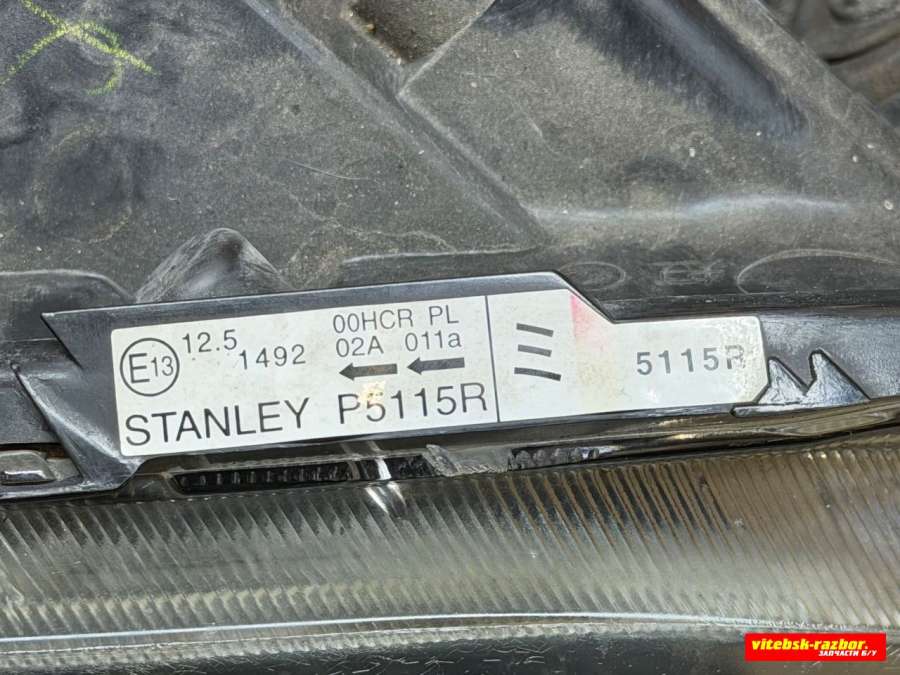 E13 12.5 1492 00HCR PL
02A 011a
STANLEY P5115R
5115R
vitebsk-razbor.
ЗАПЧАСТИ Б/У